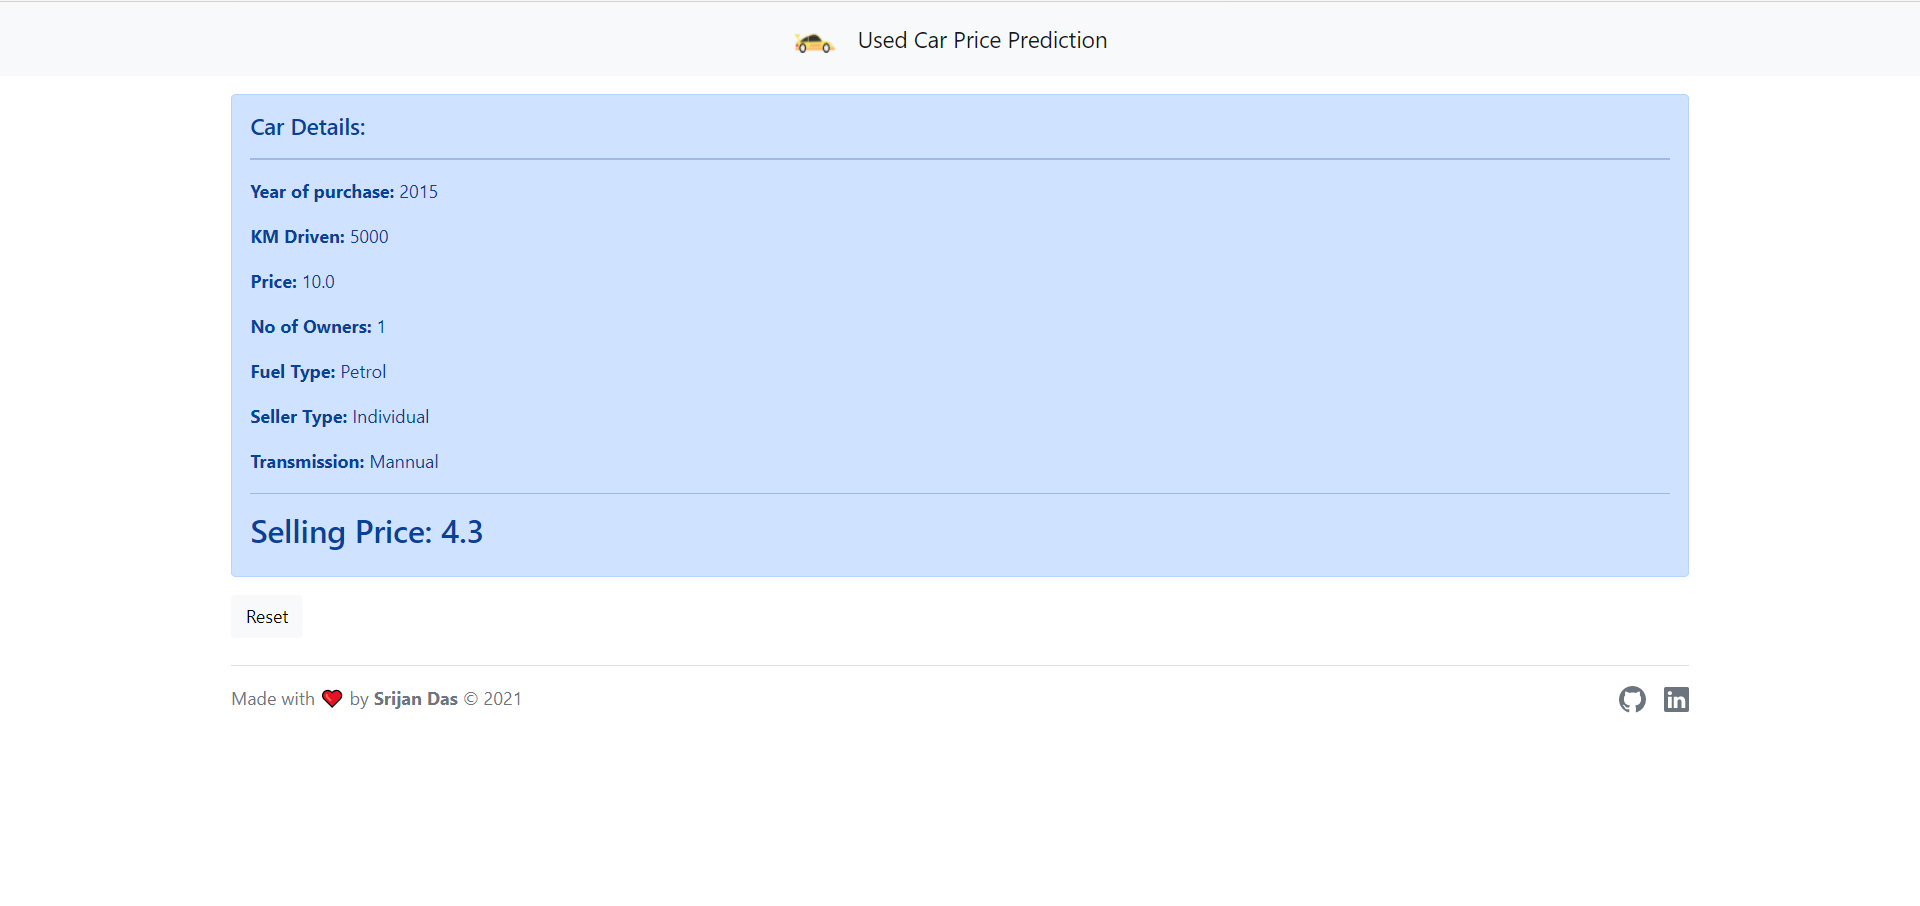 Used Car Price Prediction
Car Details:
Year of purchase: 2015
KM Driven: 5000
Price: 10.0
No of Owners: 1
Fuel Type: Petrol
Seller Type: Individual
Transmission: Mannual
Selling Price: 4.3
Reset
Made with ❤ by Srijan Das © 2021
in